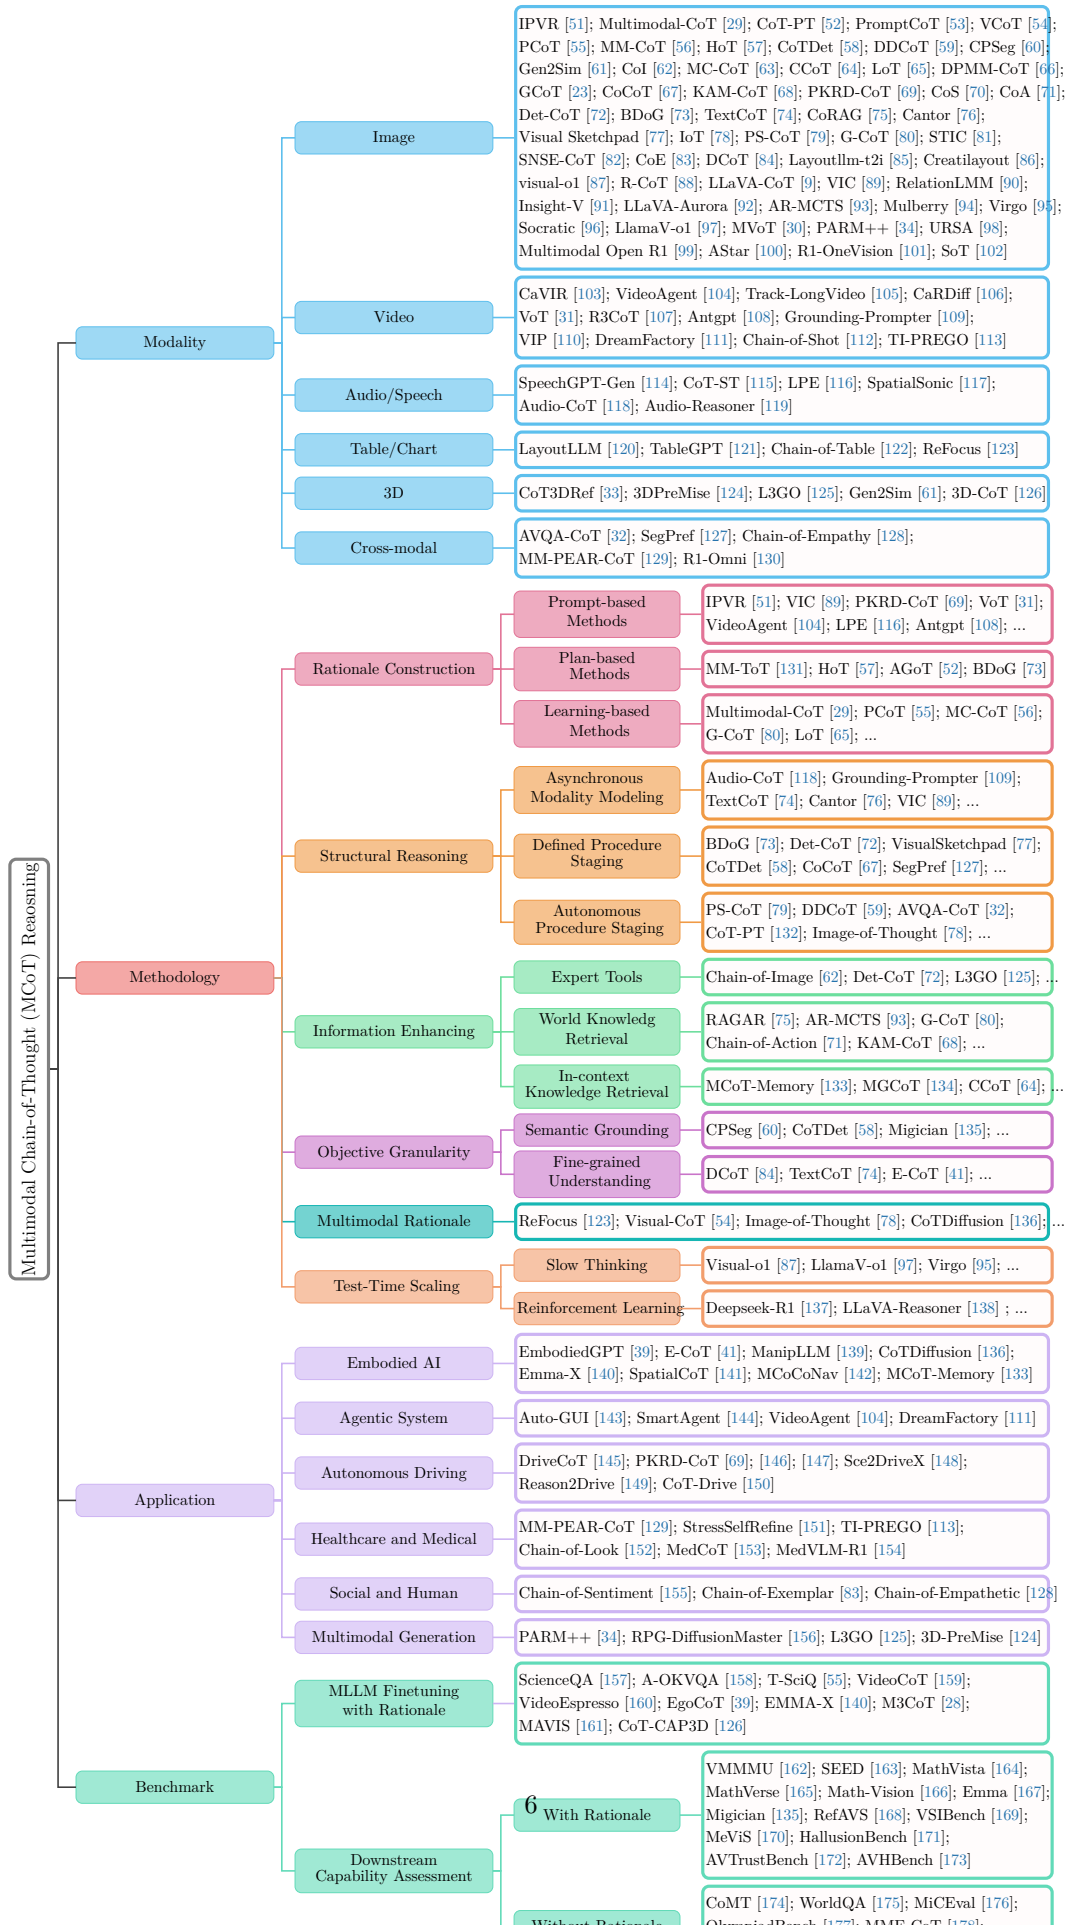 IPVR [51]; Multimodal-CoT [29]; CoT-PT [52]; PromptCoT [53]; VCoT [54];
PCoT [55]; MM-CoT [56]; HoT [57]; CoTDet [58]; DDCoT [59]; CPSeg [60];
Gen2Sim [61]; CoI [62]; MC-CoT [63]; CCoT [64]; LoT [65]; DPMM-CoT [66];
GCoT [23]; CoCoT [67]; KAM-CoT [68]; PKRD-CoT [69]; CoS [70]; CoA [71];
Det-CoT [72]; BDoG [73]; TextCoT [74]; CoRAG [75]; Cantor [76];
Image
Visual Sketchpad [77]; IoT [78]; PS-CoT [79]; G-CoT [80]; STIC [81];
SNSE-CoT [82]; CoE [83]; DCoT [84]; Layoutllm-t2i [85]; Creatilayout [86];
visual-o1 [87]; R-CoT [88]; LLaVA-CoT [9]; VIC [89]; RelationLMM [90];
Insight-V [91]; LLaVA-Aurora [92]; AR-MCTS [93]; Mulberry [94]; Virgo [95];
Socratic [96]; LlamaV-o1 [97]; MVoT [30]; PARM++ [34]; URSA [98];
Multimodal Open R1 [99]; AStar [100]; R1-OneVision [101]; SoT [102]
Video
CaVIR [103]; VideoAgent [104]; Track-LongVideo [105]; CaRDiff [106];
VoT [31]; R3CoT [107]; Antgpt [108]; Grounding-Prompter [109];
VIP [110]; DreamFactory [111]; Chain-of-Shot [112]; TI-PREGO [113]
Modality
Audio/Speech
SpeechGPT-Gen [114]; CoT-ST [115]; LPE [116]; SpatialSonic [117];
Audio-CoT [118]; Audio-Reasoner [119]
Table/Chart
LayoutLLM [120]; TableGPT [121]; Chain-of-Table [122]; ReFocus [123]
3D
CoT3DRef [33]; 3DPreMise [124]; L3GO [125]; Gen2Sim [61]; 3D-CoT [126]
Cross-modal
AVQA-CoT [32]; SegPref [127]; Chain-of-Empathy [128];
MM-PEAR-CoT [129]; R1-Omni [130]
Prompt-based
Methods
IPVR [51]; VIC [89]; PKRD-CoT [69]; VoT [31];
VideoAgent [104]; LPE [116]; Antgpt [108]; ...
Rationale Construction
Plan-based
Methods
MM-ToT [131]; HoT [57]; AGoT [52]; BDoG [73]
Learning-based
Methods
Multimodal-CoT [29]; PCoT [55]; MC-CoT [56];
G-CoT [80]; LoT [65]; ...
Asynchronous
Modality Modeling
Audio-CoT [118]; Grounding-Prompter [109];
TextCoT [74]; Cantor [76]; VIC [89]; ...
Structural Reasoning
Defined Procedure
Staging
BDoG [73]; Det-CoT [72]; VisualSketchpad [77];
CoTDet [58]; CoCoT [67]; SegPref [127]; ...
Autonomous
Procedure Staging
PS-CoT [79]; DDCoT [59]; AVQA-CoT [32];
CoT-PT [132]; Image-of-Thought [78]; ...
Multimodal Chain-of-Thought (MCoT) Reaosning
Methodology
Expert Tools
Chain-of-Image [62]; Det-CoT [72]; L3GO [125]; ...
Information Enhancing
World Knowledg
Retrieval
RAGAR [75]; AR-MCTS [93]; G-CoT [80];
Chain-of-Action [71]; KAM-CoT [68]; ...
In-context
Knowledge Retrieval
MCoT-Memory [133]; MGCoT [134]; CCoT [64]; ...
Objective Granularity
Semantic Grounding
CPSeg [60]; CoTDet [58]; Migician [135]; ...
Fine-grained
Understanding
DCoT [84]; TextCoT [74]; E-CoT [41]; ...
Multimodal Rationale
ReFocus [123]; Visual-CoT [54]; Image-of-Thought [78]; CoTDiffusion [136]; ...
Test-Time Scaling
Slow Thinking
Visual-o1 [87]; LlamaV-o1 [97]; Virgo [95]; ...
Reinforcement Learning
Deepseek-R1 [137]; LLaVA-Reasoner [138] ; ...
Embodied AI
EmbodiedGPT [39]; E-CoT [41]; ManipLLM [139]; CoTDiffusion [136];
Emma-X [140]; SpatialCoT [141]; MCoCoNav [142]; MCoT-Memory [133]
Agentic System
Auto-GUI [143]; SmartAgent [144]; VideoAgent [104]; DreamFactory [111]
Autonomous Driving
DriveCoT [145]; PKRD-CoT [69]; [146]; [147]; Sce2DriveX [148];
Reason2Drive [149]; CoT-Drive [150]
Application
Healthcare and Medical
MM-PEAR-CoT [129]; StressSelfRefine [151]; TI-PREGO [113];
Chain-of-Look [152]; MedCoT [153]; MedVLM-R1 [154]
Social and Human
Chain-of-Sentiment [155]; Chain-of-Exemplar [83]; Chain-of-Empathetic [128]
Multimodal Generation
PARM++ [34]; RPG-DiffusionMaster [156]; L3GO [125]; 3D-PreMise [124]
MLLM Finetuning
with Rationale
ScienceQA [157]; A-OKVQA [158]; T-SciQ [55]; VideoCoT [159];
VideoEspresso [160]; EgoCoT [39]; EMMA-X [140]; M3CoT [28];
MAVIS [161]; CoT-CAP3D [126]
Benchmark
With Rationale
VMMMU [162]; SEED [163]; MathVista [164];
MathVerse [165]; Math-Vision [166]; Emma [167];
Migician [135]; RefAVS [168]; VSIBench [169];
MeViS [170]; HallusionBench [171];
AVTrustBench [172]; AVHBench [173]
6
Downstream
Capability Assessment
Without Rationale
CoMT [174]; WorldQA [175]; MiCEval [176];
OlympiadBench [177]; MME-CoT [178];